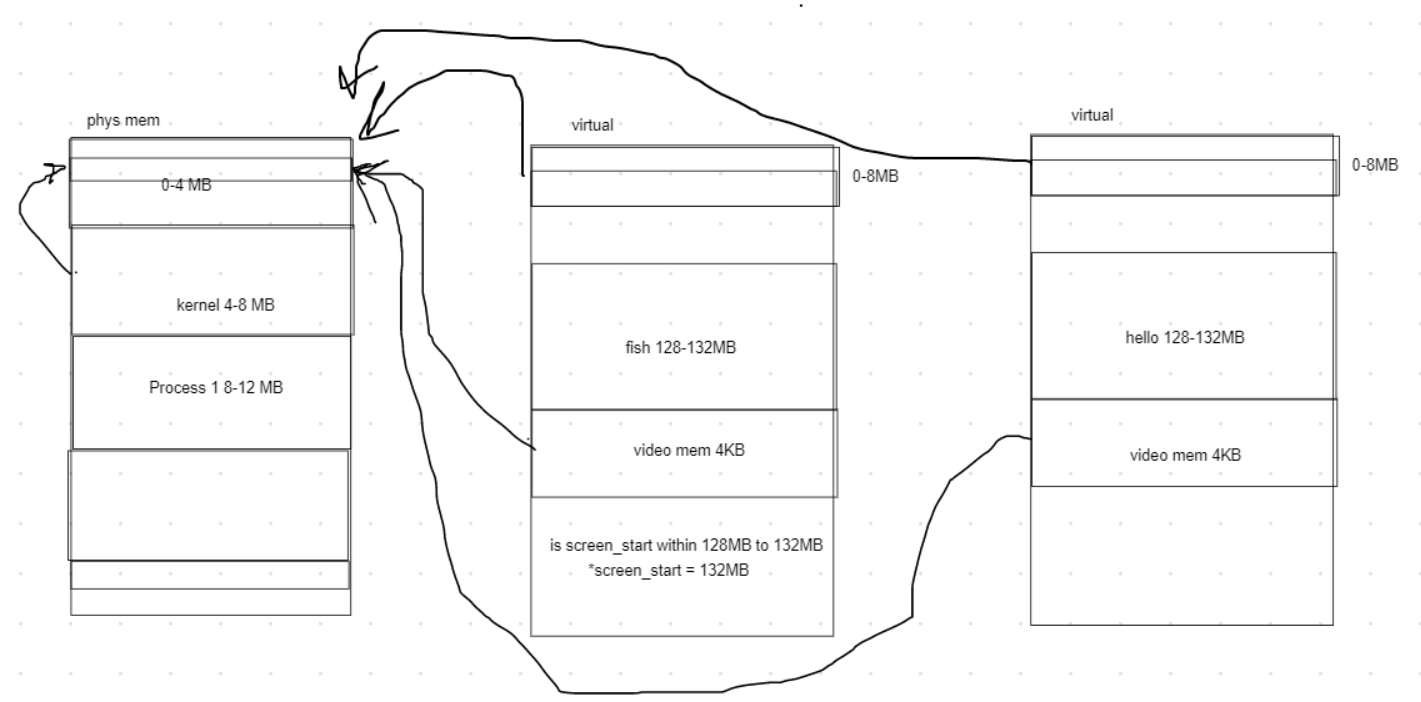 phys mem
0-4 MB
kernel 4-8 MB
Process 1 8-12 MB
virtual
0-8MB
fish 128-132MB
video mem 4KB
is screen_start within 128MB to 132MB
*screen_start = 132MB
virtual
0-8MB
hello 128-132MB
video mem 4KB